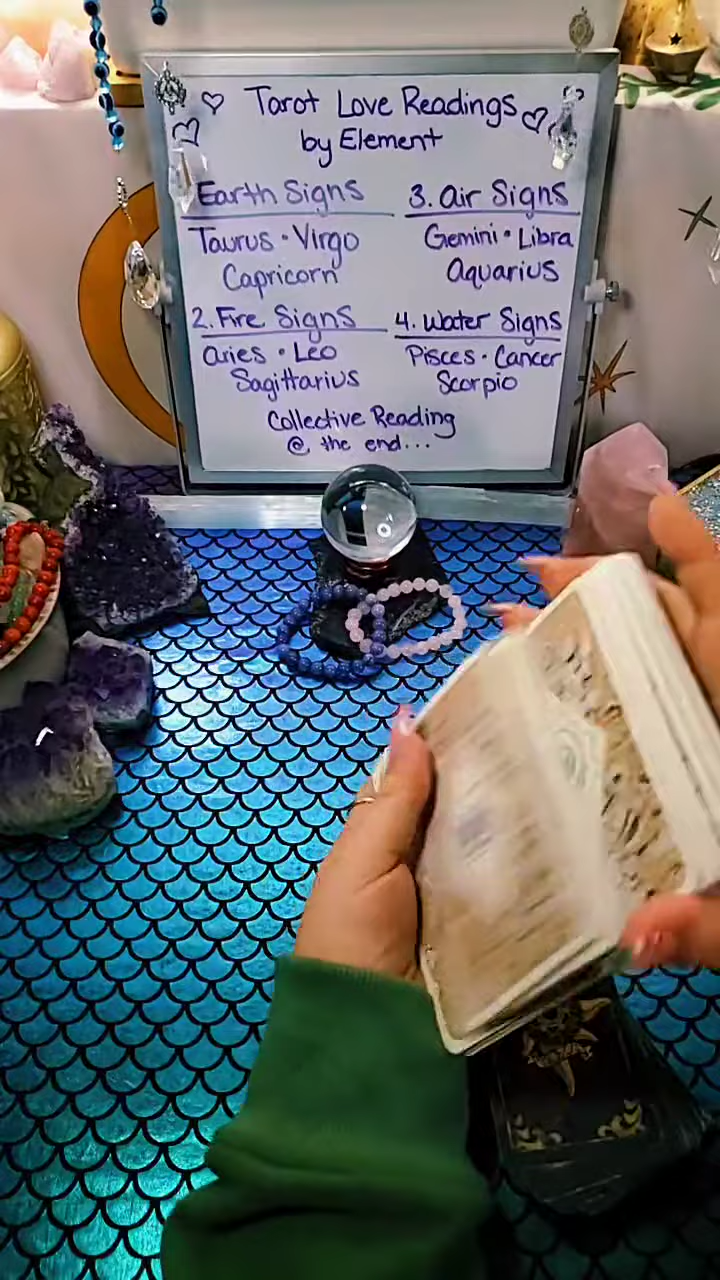 Tarot Love Readings
by Element
Earth Signs
Taurus • Virgo
Capricorn
2. Fire Signs
Aries • Leo
Sagittarius
3. Air Signs
Gemini • Libra
Aquarius
4. Water Signs
Pisces • Cancer
Scorpio
Collective Reading
@ the end...